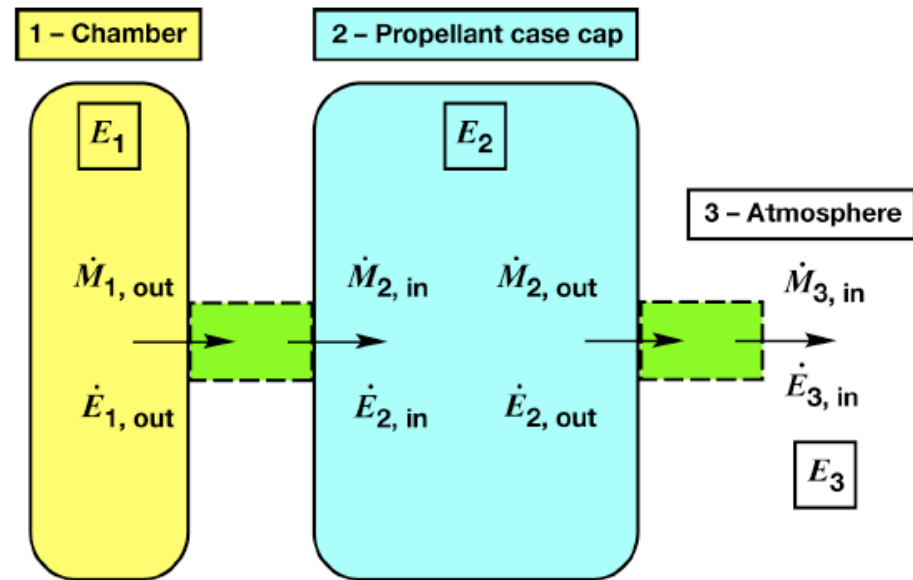 1 – Chamber
2 – Propellant case cap
E1
E2
3 – Atmosphere
Ṁ1, out
Ṁ2, in
Ṁ2, out
Ṁ3, in
Ė1, out
Ė2, in
Ė2, out
Ė3, in
E3